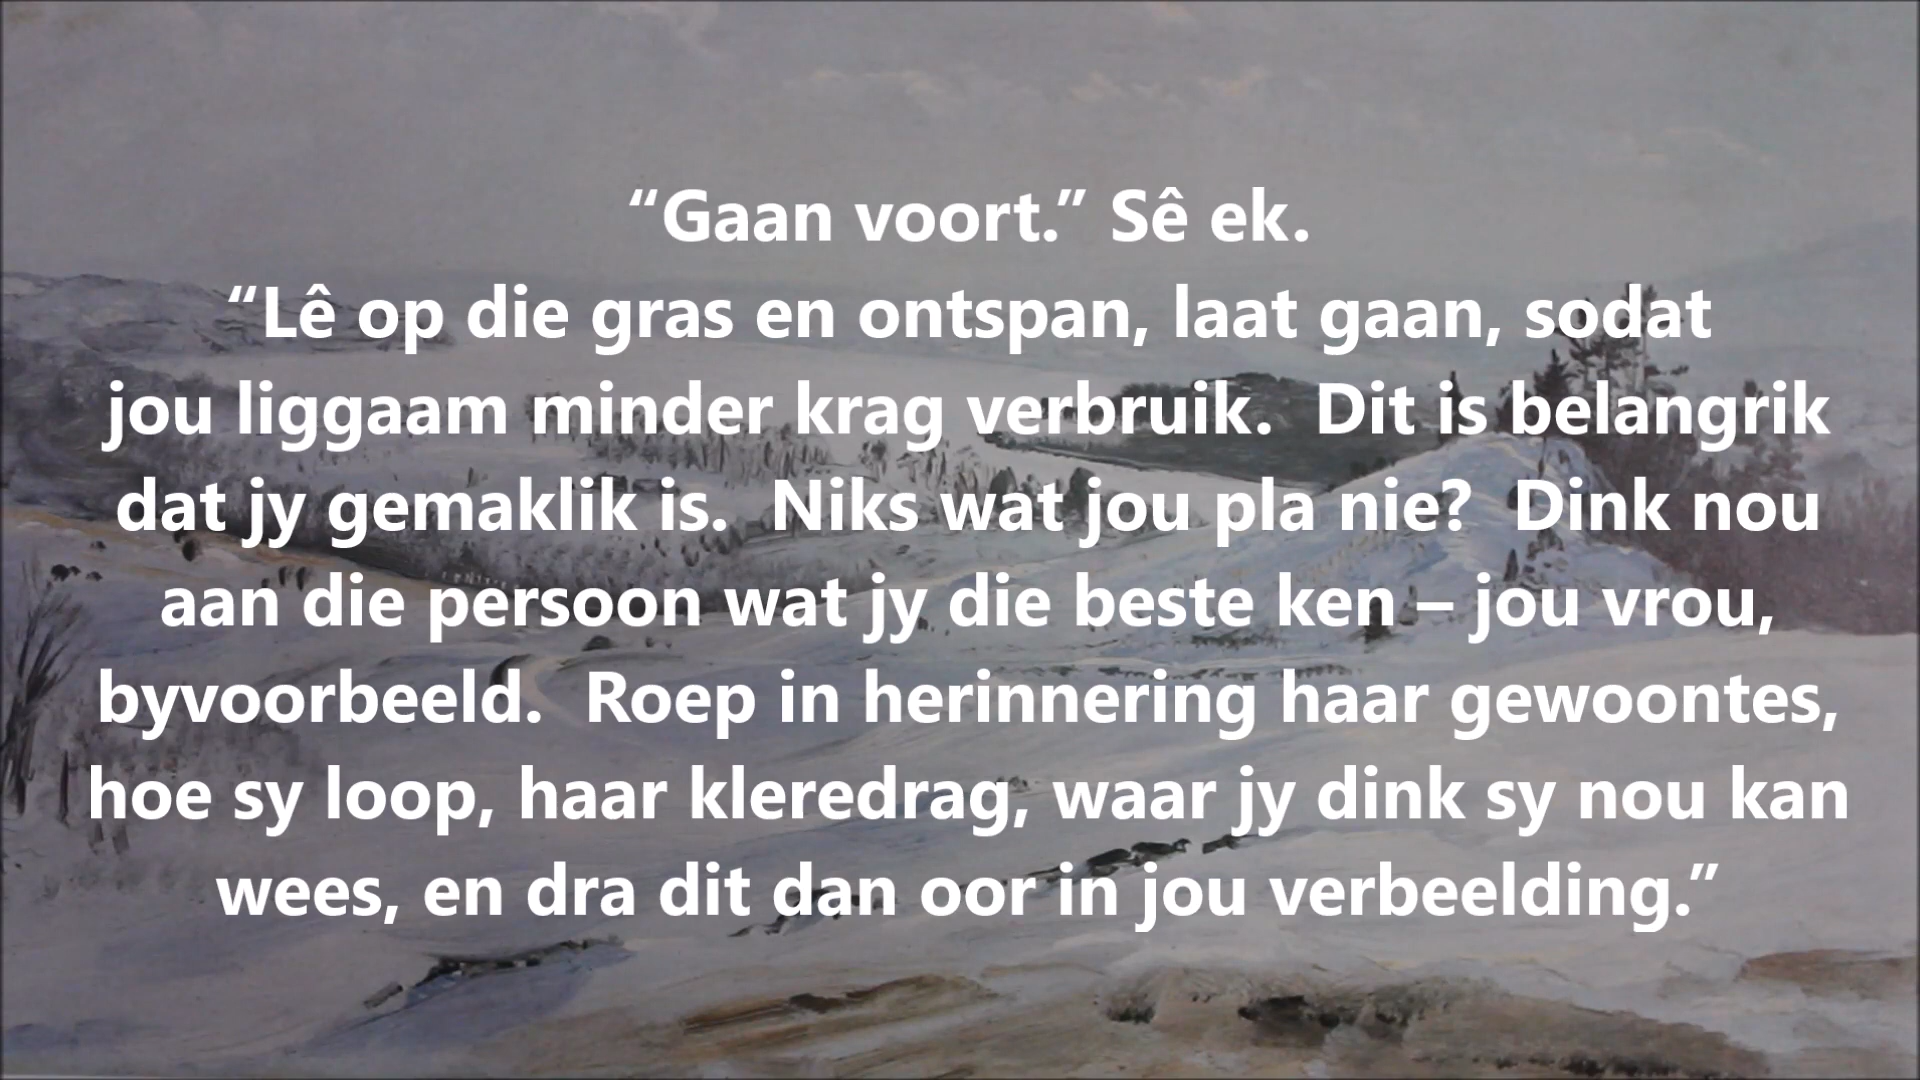 “Gaan voort.” Sê ek.
“Lê op die gras en ontspan, laat gaan, sodat
jou liggaam minder krag verbruik.  Dit is belangrik
dat jy gemaklik is.  Niks wat jou pla nie?  Dink nou
aan die persoon wat jy die beste ken – jou vrou,
byvoorbeeld.  Roep in herinnering haar gewoontes,
hoe sy loop, haar kleredrag, waar jy dink sy nou kan
wees, en dra dit dan oor in jou verbeelding.”